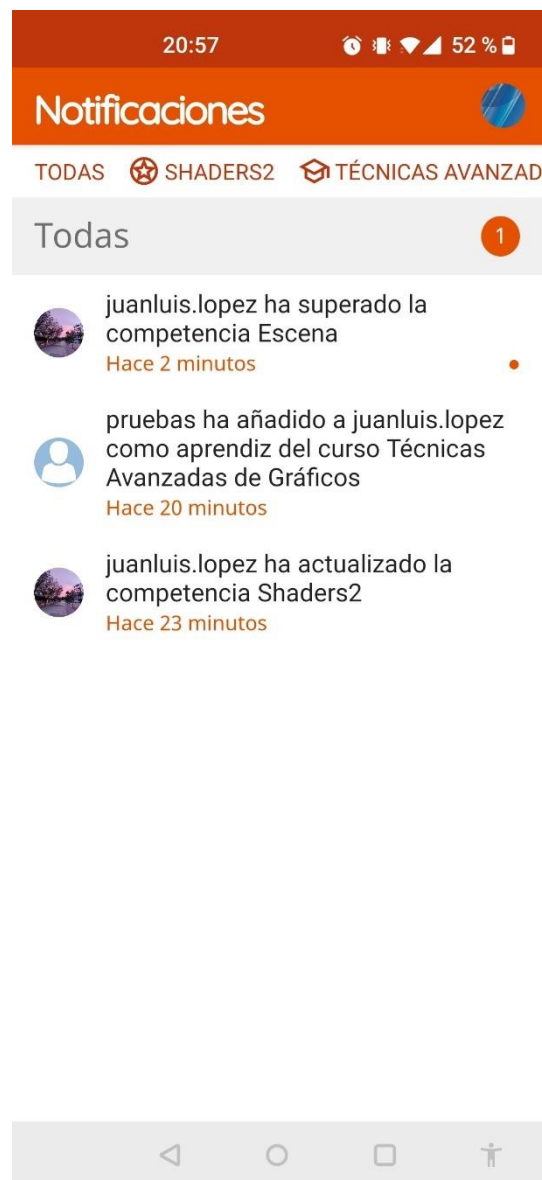 20:57 52 %
Notificaciones
TODAS SHADERS2 TÉCNICAS AVANZAD
Todas 1
juanluis.lopez ha superado la
competencia Escena
Hace 2 minutos
pruebas ha añadido a juanluis.lopez
como aprendiz del curso Técnicas
Avanzadas de Gráficos
Hace 20 minutos
juanluis.lopez ha actualizado la
competencia Shaders2
Hace 23 minutos